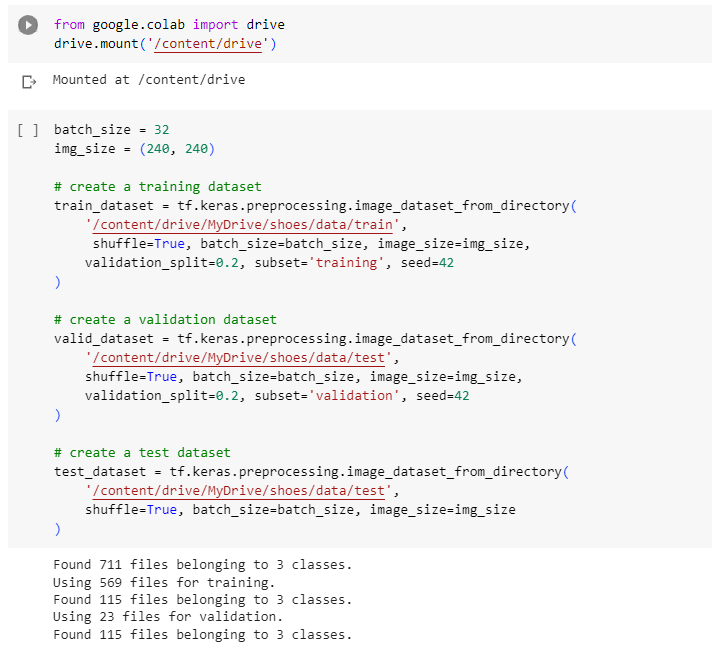 from google.colab import drive
drive.mount('/content/drive')
Mounted at /content/drive
[ ] batch_size = 32
img_size = (240, 240)
# create a training dataset
train_dataset = tf.keras.preprocessing.image_dataset_from_directory(
'/content/drive/MyDrive/shoes/data/train',
shuffle=True, batch_size=batch_size, image_size=img_size,
validation_split=0.2, subset='training', seed=42
)
# create a validation dataset
valid_dataset = tf.keras.preprocessing.image_dataset_from_directory(
'/content/drive/MyDrive/shoes/data/test',
shuffle=True, batch_size=batch_size, image_size=img_size,
validation_split=0.2, subset='validation', seed=42
)
# create a test dataset
test_dataset = tf.keras.preprocessing.image_dataset_from_directory(
'/content/drive/MyDrive/shoes/data/test',
shuffle=True, batch_size=batch_size, image_size=img_size
)
Found 711 files belonging to 3 classes.
Using 569 files for training.
Found 115 files belonging to 3 classes.
Using 23 files for validation.
Found 115 files belonging to 3 classes.